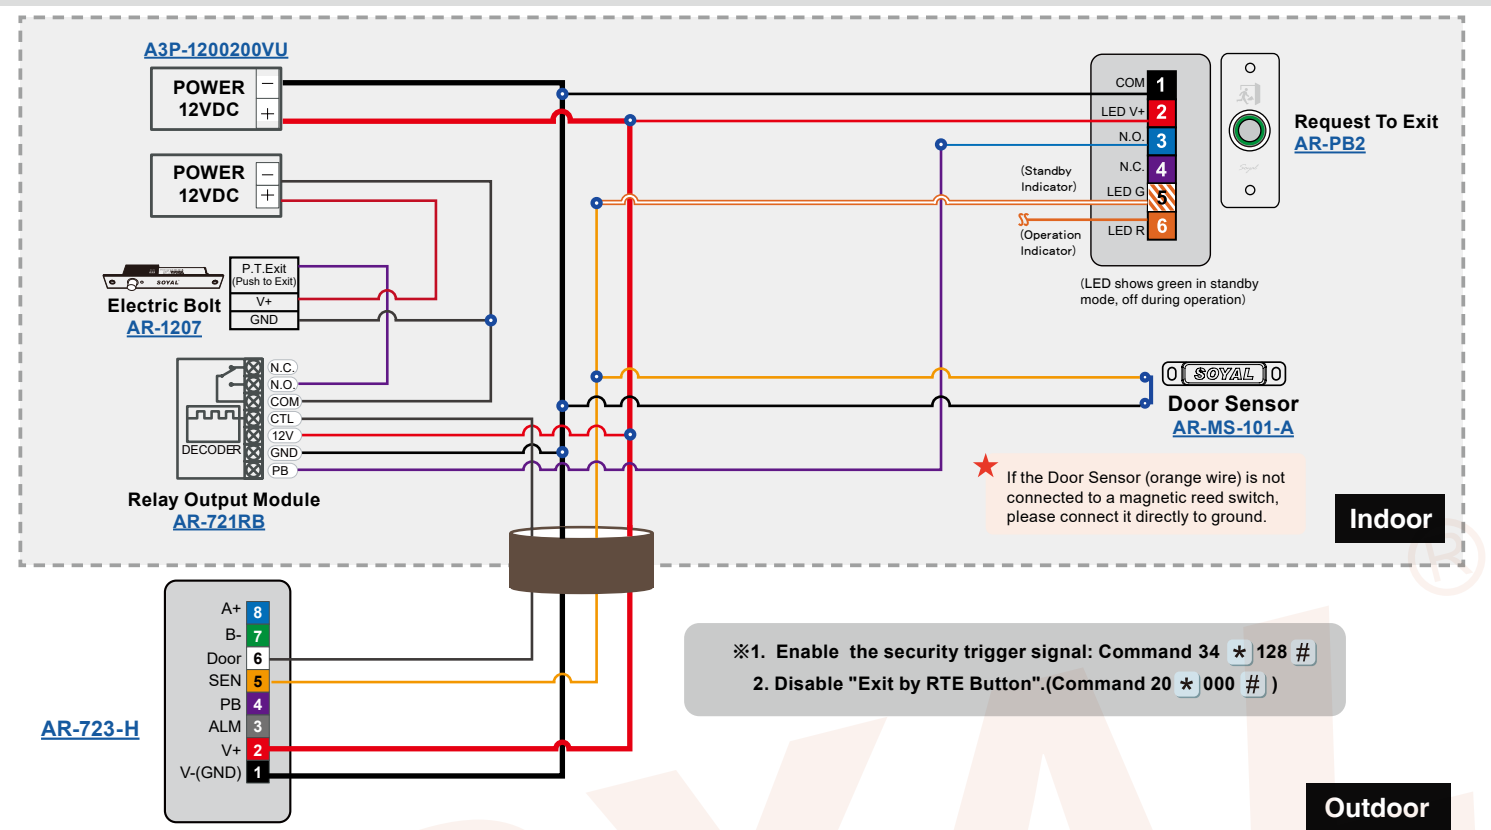 A3P-1200200VU
POWER
12VDC
−
+
POWER
12VDC
−
+
P.T.Exit
(Push to Exit)
V+
GND
SOYAL
Electric Bolt
AR-1207
N.C.
N.O.
COM
CTL
12V
GND
PB
DECODER
Relay Output Module
AR-721RB
COM 1
LED V+ 2
N.O. 3
N.C. 4
LED G 5
LED R 6
(Standby
Indicator)
(Operation
Indicator)
(LED shows green in standby
mode, off during operation)
Soyal
Request To Exit
AR-PB2
SOYAL
Door Sensor
AR-MS-101-A
★ If the Door Sensor (orange wire) is not
connected to a magnetic reed switch,
please connect it directly to ground.
Indoor
A+ 8
B- 7
Door 6
SEN 5
PB 4
ALM 3
V+ 2
V-(GND) 1
AR-723-H
※1. Enable the security trigger signal: Command 34 * 128 #
2. Disable "Exit by RTE Button".(Command 20 * 000 # )
Outdoor
®